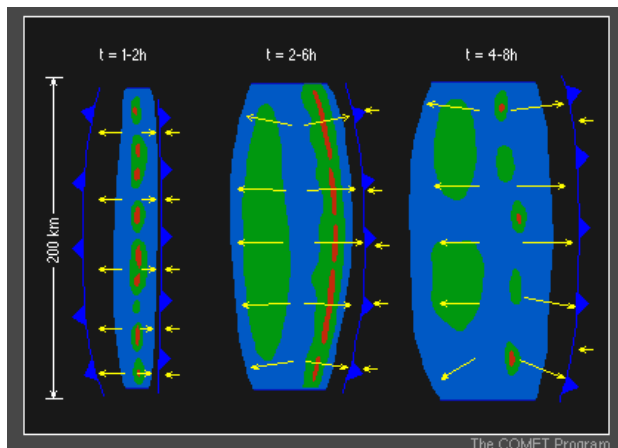 t = 1-2h
t = 2-6h
t = 4-8h
200 km
The COMET Program